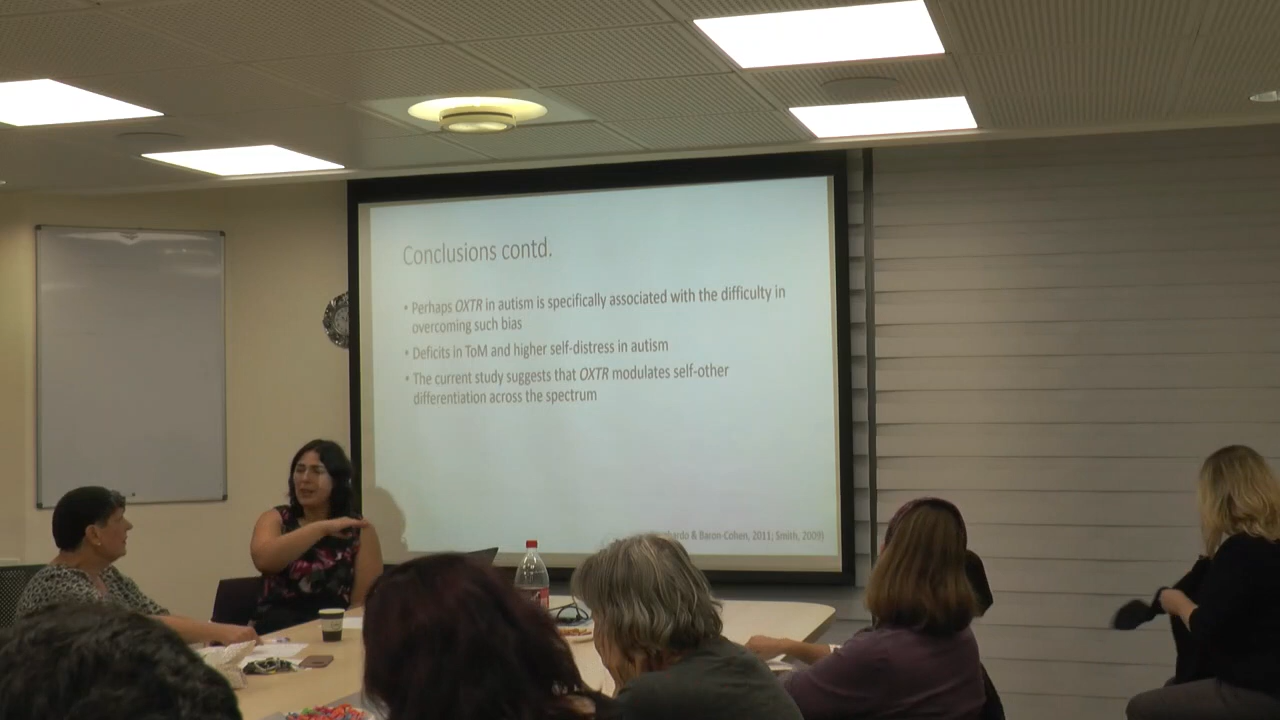 Conclusions contd.
• Perhaps OXTR in autism is specifically associated with the difficulty in
overcoming such bias
• Deficits in ToM and higher self-distress in autism
• The current study suggests that OXTR modulates self-other
differentiation across the spectrum
& Baron-Cohen, 2011; Smith, 2009)